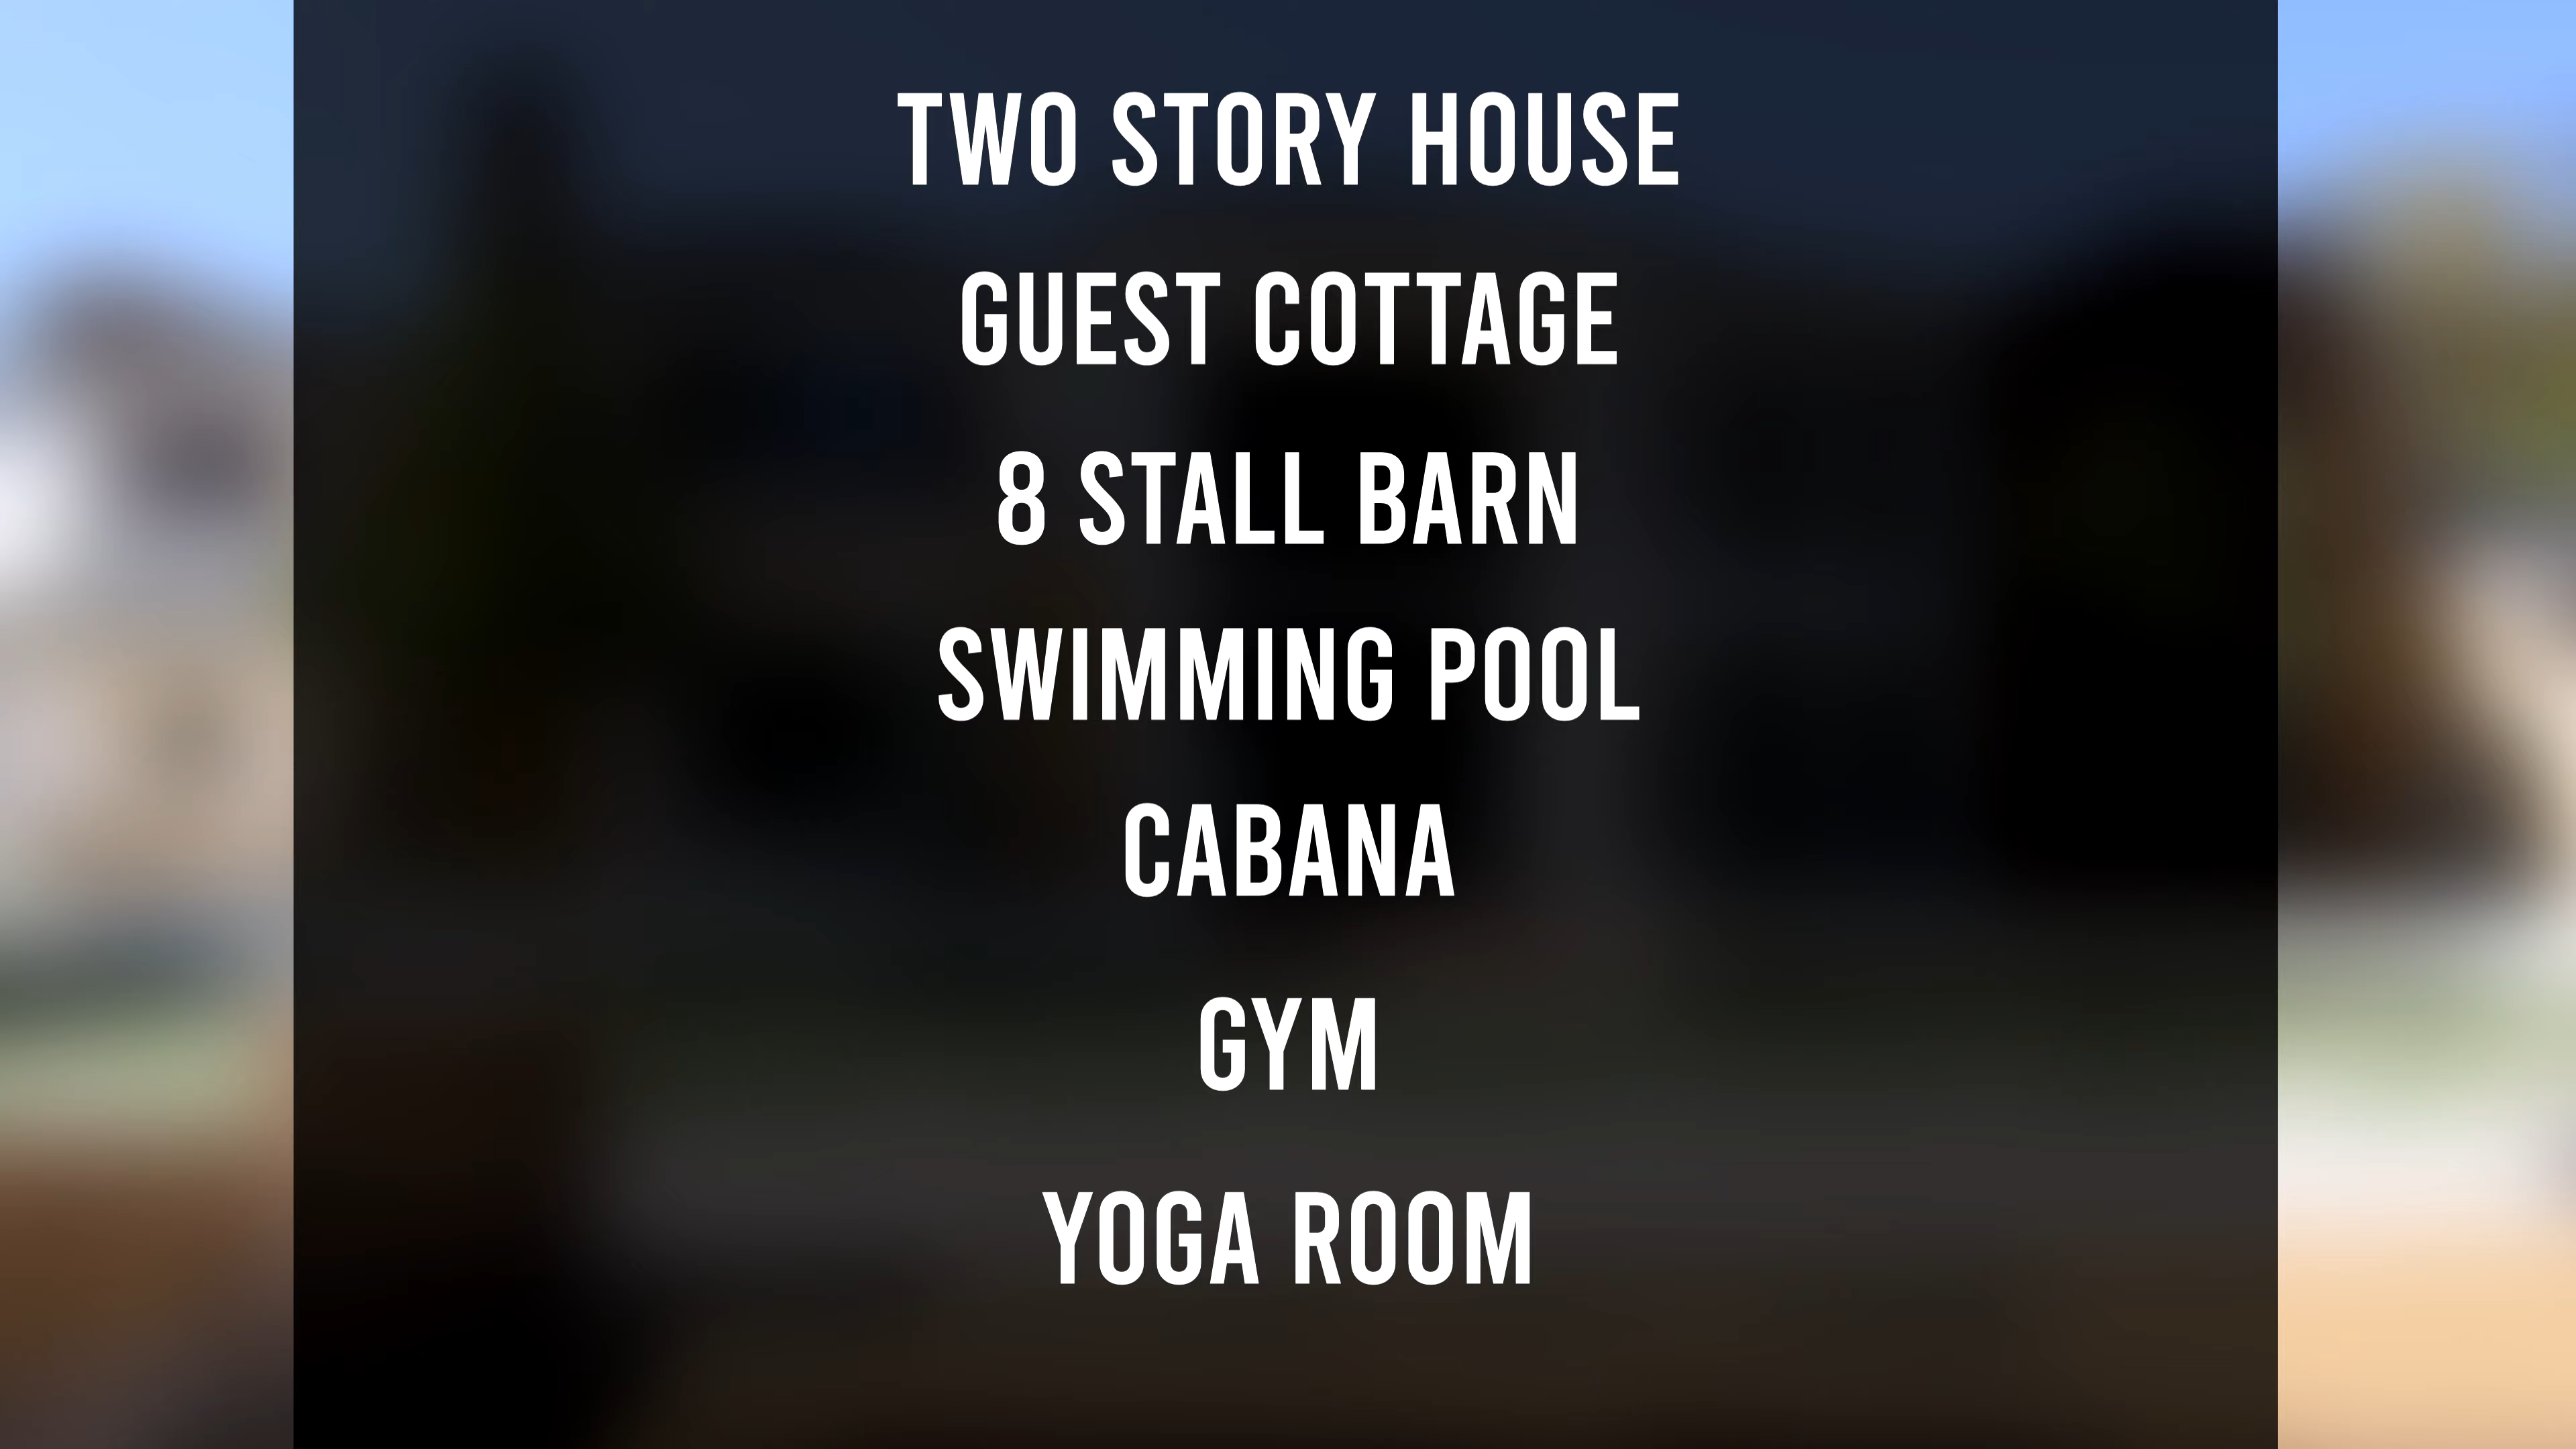 TWO STORY HOUSE
GUEST COTTAGE
8 STALL BARN
SWIMMING POOL
CABANA
GYM
YOGA ROOM